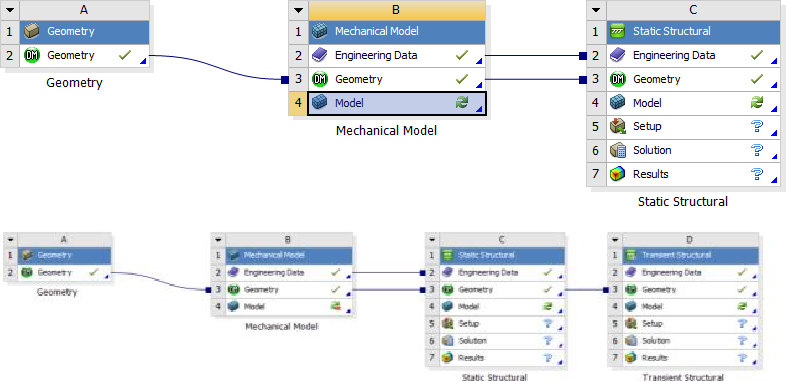 A
1 Geometry
2 DM Geometry
Geometry
B
1 Mechanical Model
2 Engineering Data
3 DM Geometry
4 Model
Mechanical Model
C
1 Static Structural
2 Engineering Data
3 DM Geometry
4 Model
5 Setup
6 Solution
7 Results
Static Structural
A
1 Geometry
2 Geometry
Geometry
B
1 Mechanical Model
2 Engineering Data
3 Geometry
4 Model
Mechanical Model
C
1 Static Structural
2 Engineering Data
3 Geometry
4 Model
5 Setup
6 Solution
7 Results
Static Structural
D
1 Transient Structural
2 Engineering Data
3 Geometry
4 Model
5 Setup
6 Solution
7 Results
Transient Structural